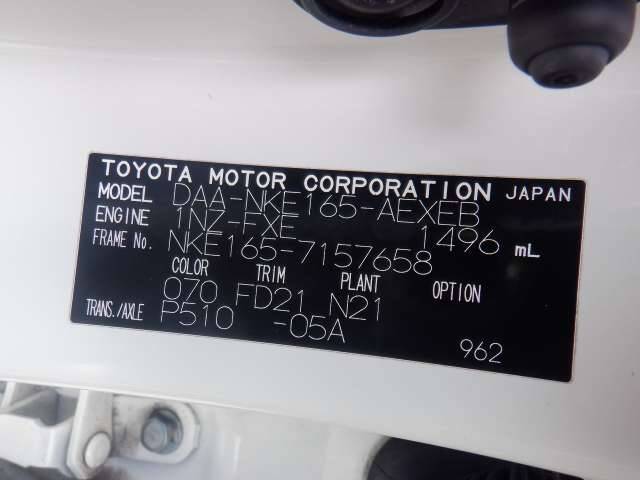 TOYOTA MOTOR CORPORATION JAPAN
MODEL DAA-NKE165-AEXEB
ENGINE 1NZ-FXE 1496 mL
FRAME No. NKE165-7157658
COLOR TRIM PLANT OPTION
070 FD21 N21
TRANS./AXLE P510 -05A
962